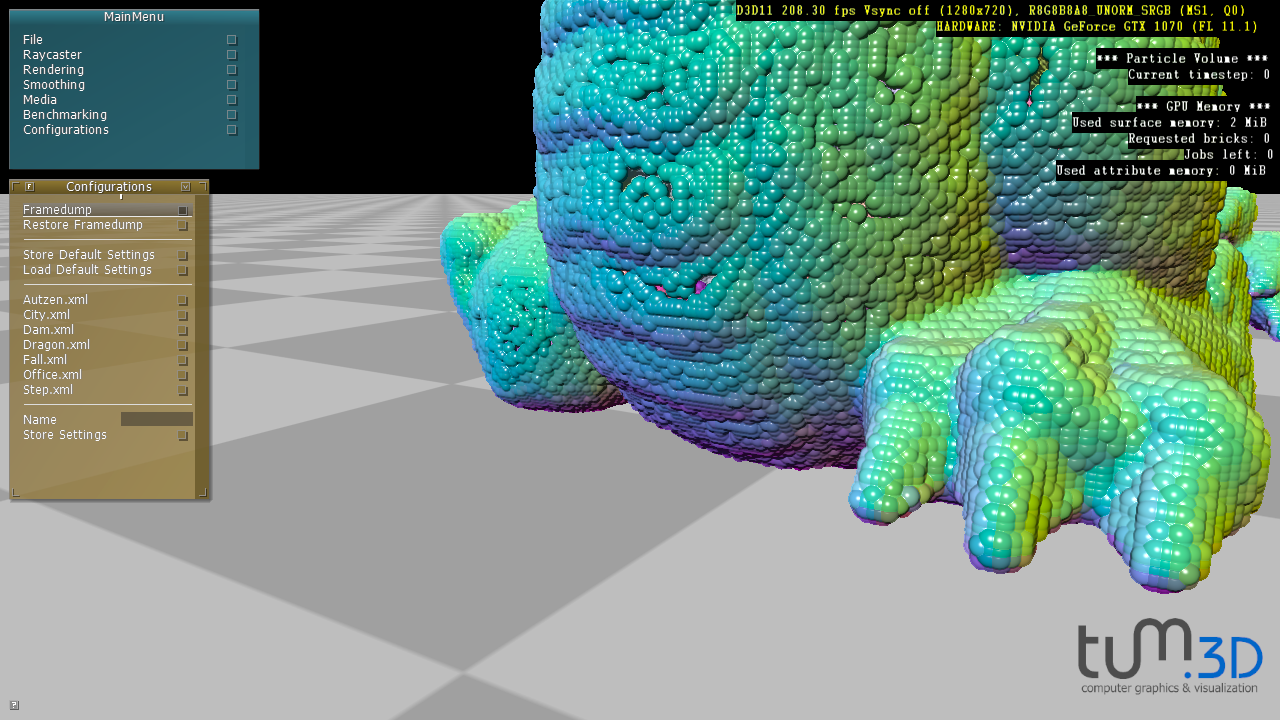 MainMenu
File
Raycaster
Rendering
Smoothing
Media
Benchmarking
Configurations
Configurations
Framedump
Restore Framedump
Store Default Settings
Load Default Settings
Autzen.xml
City.xml
Dam.xml
Dragon.xml
Fall.xml
Office.xml
Step.xml
Name
Store Settings
?
D3D11 208.30 fps Vsync off (1280x720), R8G8B8A8_UNORM_SRGB (MS1, Q0)
HARDWARE: NVIDIA GeForce GTX 1070 (FL 11.1)
*** Particle Volume ***
Current timestep: 0
*** GPU Memory ***
Used surface memory: 2 MiB
Requested bricks: 0
Jobs left: 0
Used attribute memory: 0 MiB
tum.3D
computer graphics & visualization